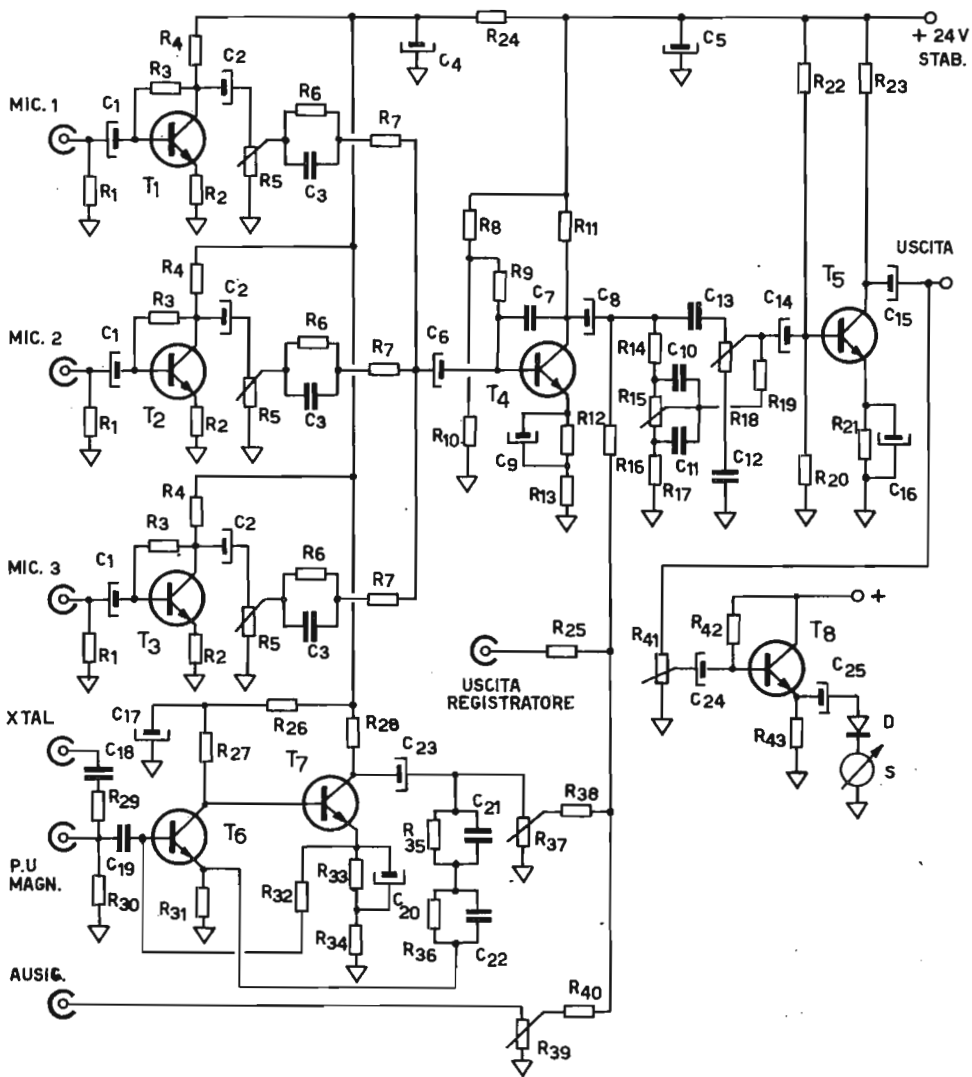 R24
+ 24 V
STAB.
C4
C5
R4
R3
C2
MIC. 1
C1
R6
R7
R22
R23
R1
T1
R2
R5
C3
R8
R11
R4
R3
C2
R9
C7
C8
C13
C14
T5
USCITA
C15
MIC. 2
C1
R6
R7
C6
R14
C10
R1
T2
R2
R5
C3
T4
R15
R18
R19
R10
C9
R12
R16
C11
C12
R21
R13
R17
R20
C16
R4
R3
C2
MIC. 3
C1
R6
R7
R1
T3
R2
R5
C3
R25
USCITA
REGISTRATORE
R41
R42
T8
+
C24
C25
R43
D
S
XTAL
C17
R26
C18
R27
T7
R28
C23
R29
T6
C21
R38
R35
R37
P.U
MAGN.
C19
R30
R31
R32
R33
C20
R34
R36
C22
AUSIG.
R40
R39